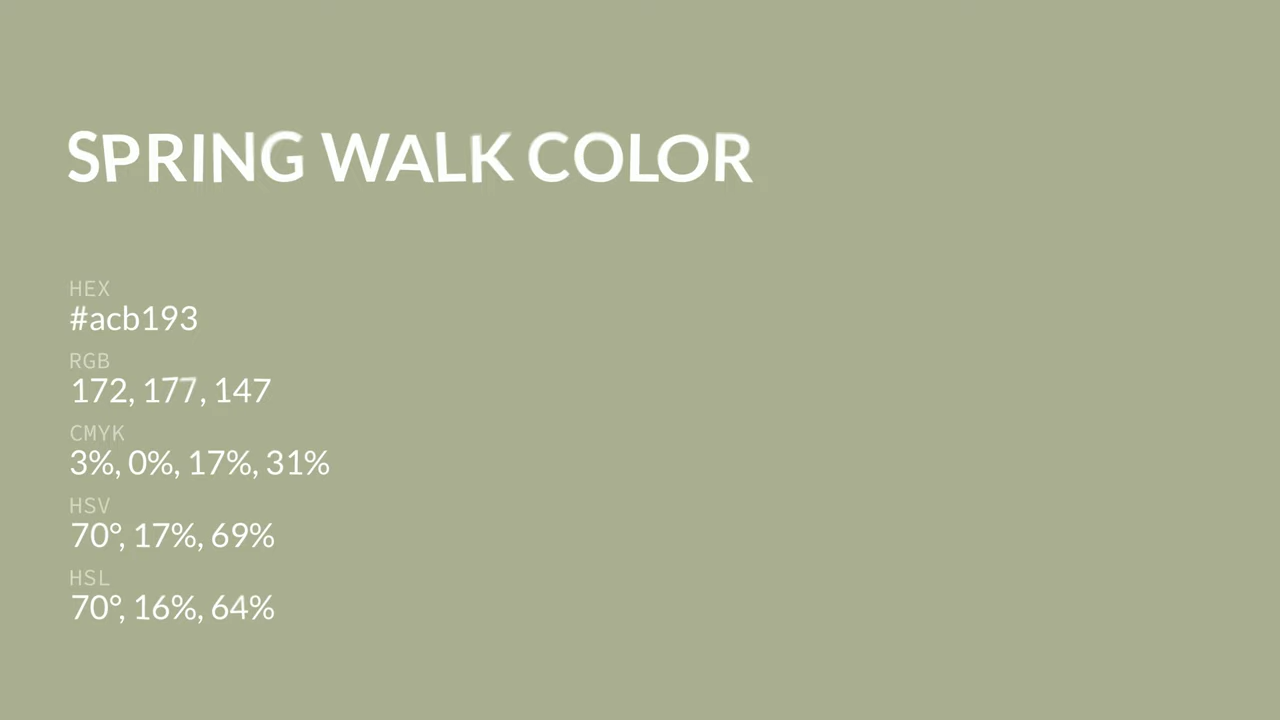 SPRING WALK COLOR
HEX
#acb193
RGB
172, 177, 147
CMYK
3%, 0%, 17%, 31%
HSV
70°, 17%, 69%
HSL
70°, 16%, 64%